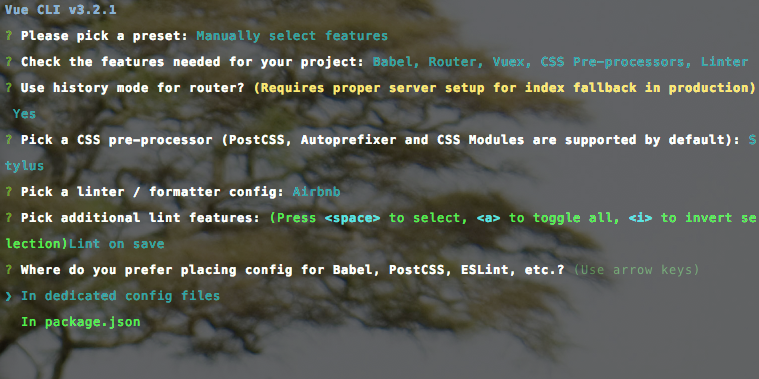 Vue CLI v3.2.1
? Please pick a preset: Manually select features
? Check the features needed for your project: Babel, Router, Vuex, CSS Pre-processors, Linter
? Use history mode for router? (Requires proper server setup for index fallback in production)
Yes
? Pick a CSS pre-processor (PostCSS, Autoprefixer and CSS Modules are supported by default): S
tylus
? Pick a linter / formatter config: Airbnb
? Pick additional lint features: (Press <space> to select, <a> to toggle all, <i> to invert se
lection)Lint on save
? Where do you prefer placing config for Babel, PostCSS, ESLint, etc.? (Use arrow keys)
❯ In dedicated config files
In package.json